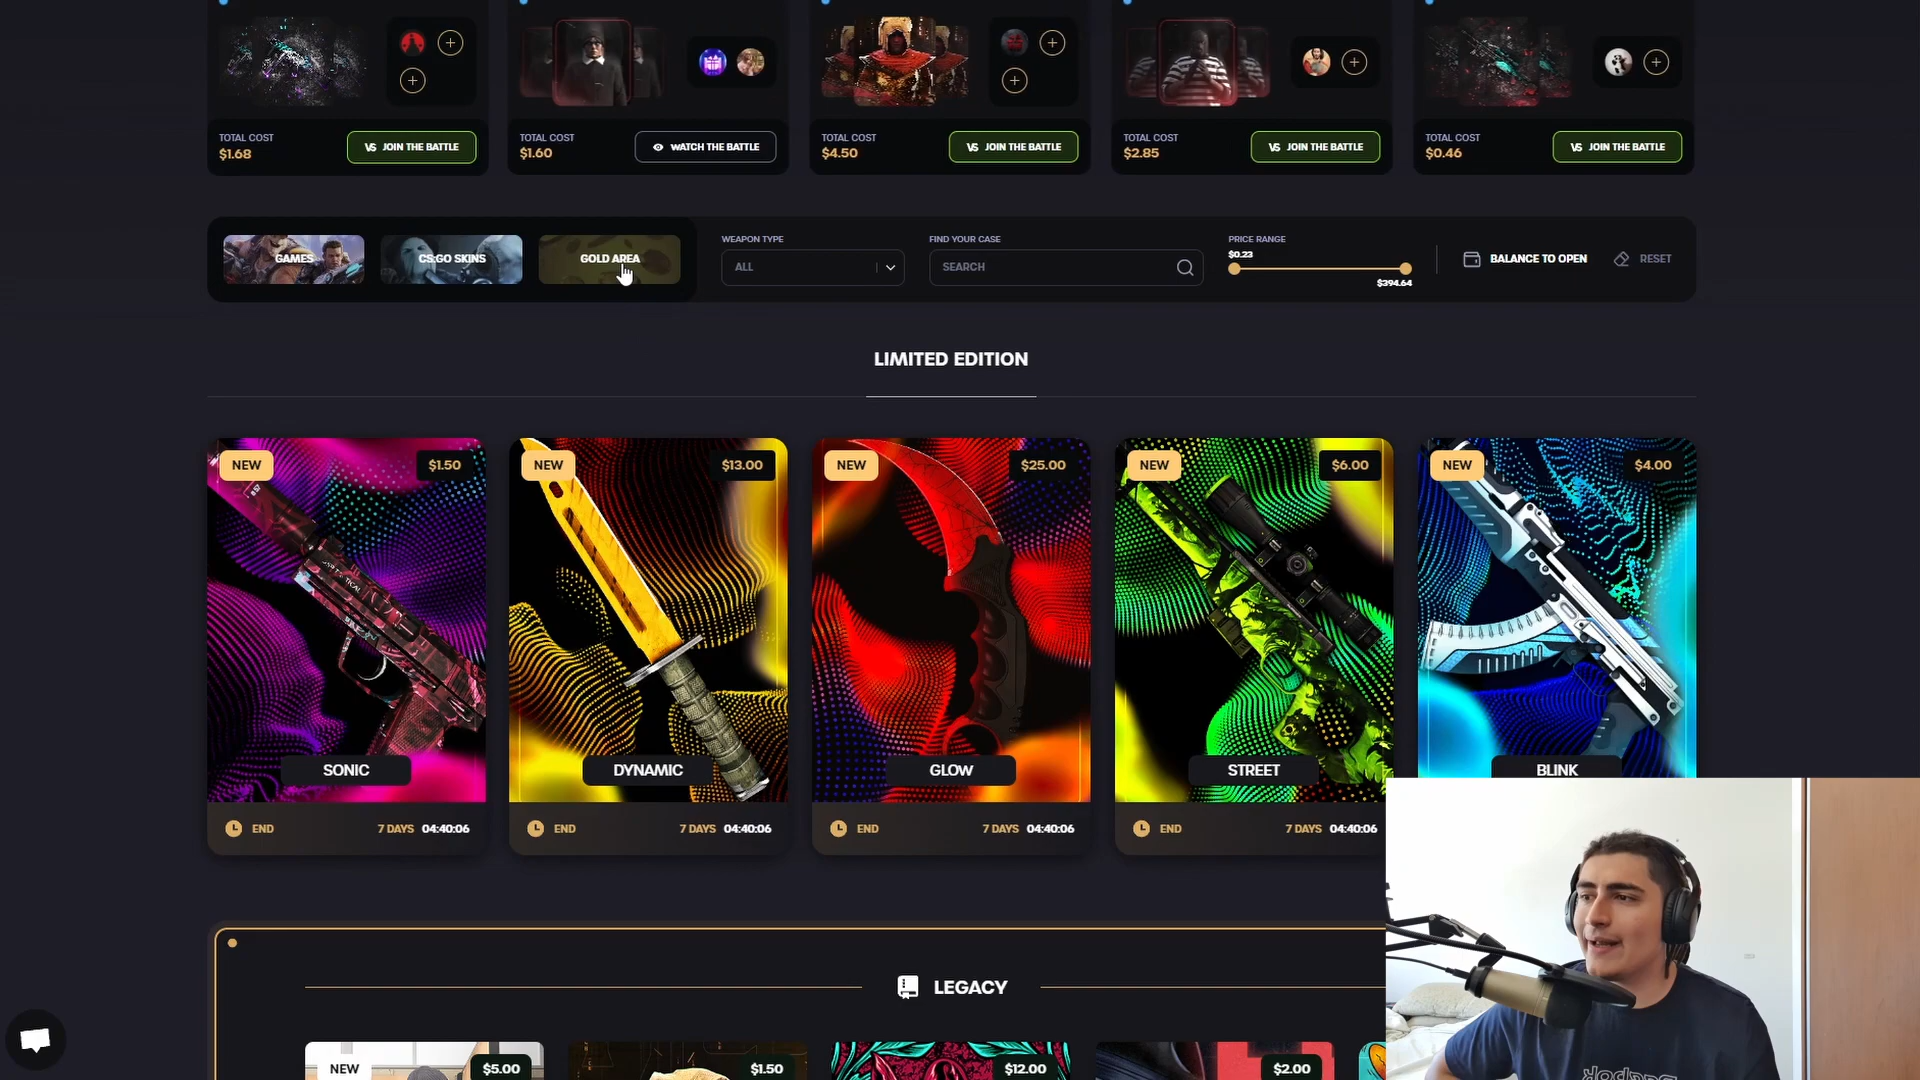 TOTAL COST
$1.68
VS JOIN THE BATTLE
TOTAL COST
$1.60
WATCH THE BATTLE
TOTAL COST
$4.50
VS JOIN THE BATTLE
TOTAL COST
$2.85
VS JOIN THE BATTLE
TOTAL COST
$0.46
VS JOIN THE BATTLE
GAMES
CS:GO SKINS
GOLD AREA
WEAPON TYPE
ALL
FIND YOUR CASE
SEARCH
PRICE RANGE
$0.23
$394.64
BALANCE TO OPEN
RESET
LIMITED EDITION
NEW
$1.50
SONIC
END 7 DAYS 04:40:06
NEW
$13.00
DYNAMIC
END 7 DAYS 04:40:06
NEW
$25.00
GLOW
END 7 DAYS 04:40:06
NEW
$6.00
STREET
END 7 DAYS 04:40:06
NEW
$4.00
BLINK
LEGACY
NEW
$5.00
$1.50
$12.00
$2.00